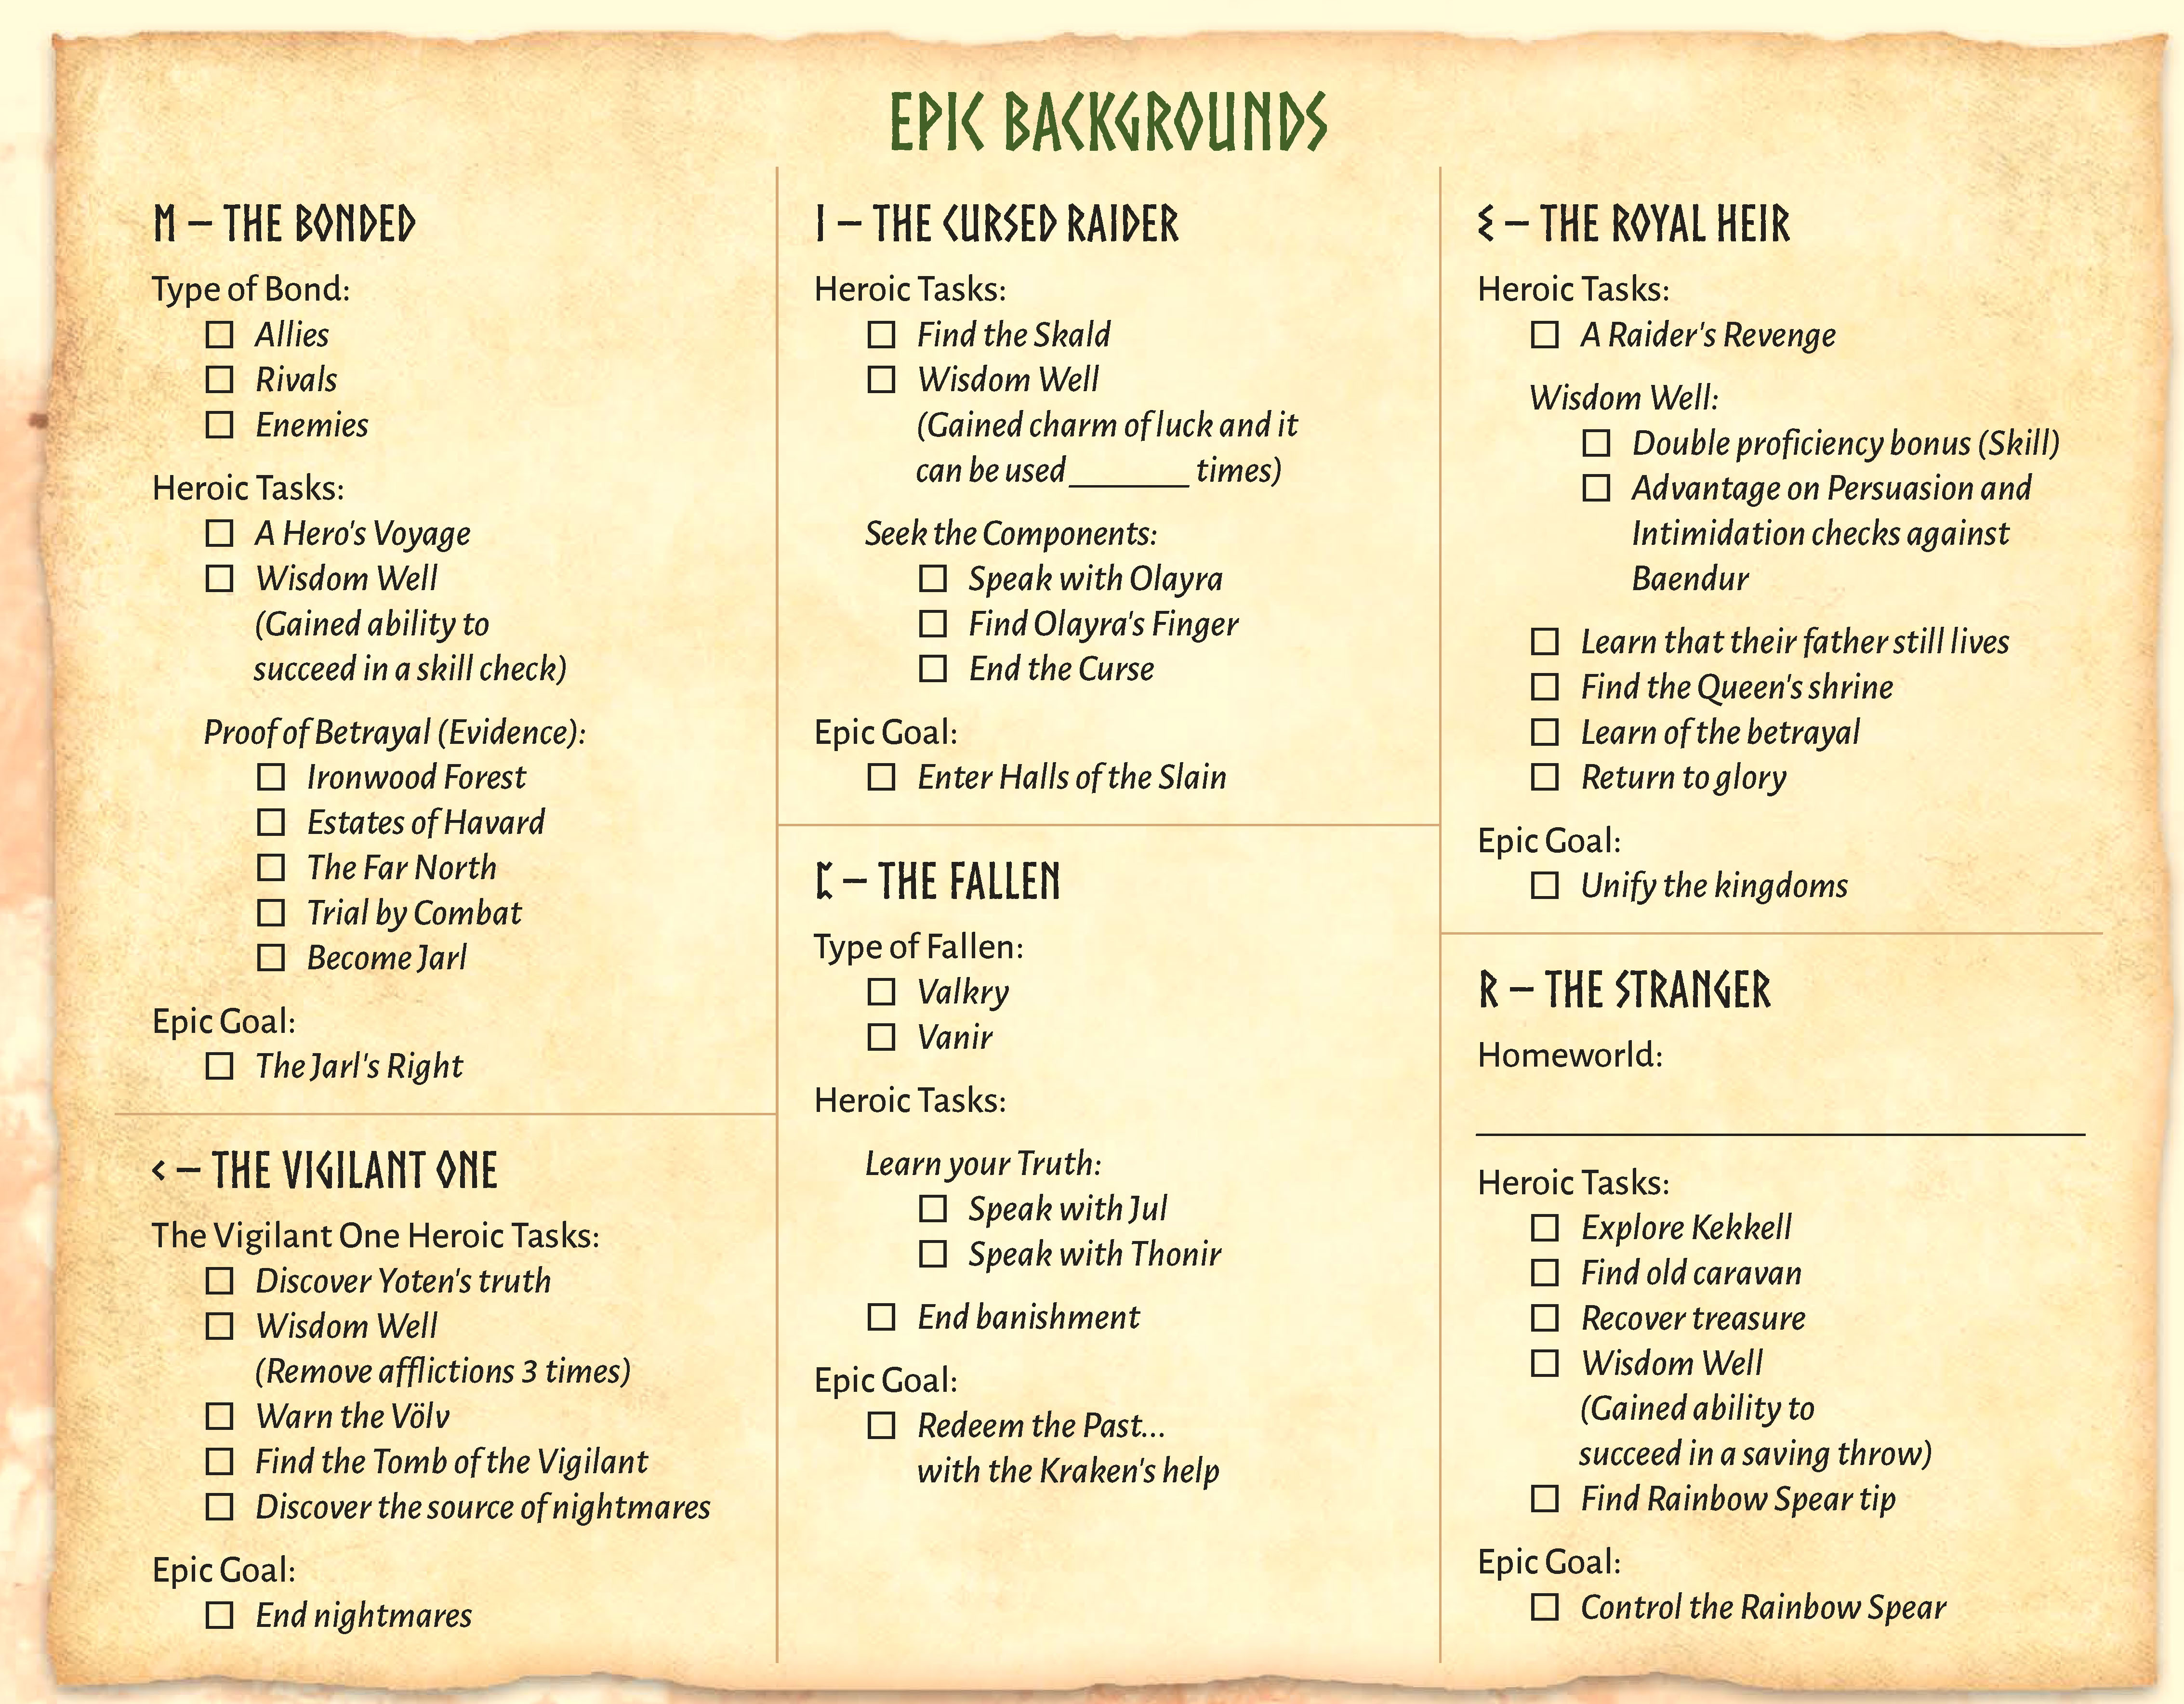 EPIC BACKGROUNDS
ᛖ – THE BONDED
Type of Bond:
☐ Allies
☐ Rivals
☐ Enemies
Heroic Tasks:
☐ A Hero's Voyage
☐ Wisdom Well
(Gained ability to
succeed in a skill check)
Proof of Betrayal (Evidence):
☐ Ironwood Forest
☐ Estates of Havard
☐ The Far North
☐ Trial by Combat
☐ Become Jarl
Epic Goal:
☐ The Jarl's Right
ᚲ – THE VIGILANT ONE
The Vigilant One Heroic Tasks:
☐ Discover Yoten's truth
☐ Wisdom Well
(Remove afflictions 3 times)
☐ Warn the Völv
☐ Find the Tomb of the Vigilant
☐ Discover the source of nightmares
Epic Goal:
☐ End nightmares
ᛁ – THE CURSED RAIDER
Heroic Tasks:
☐ Find the Skald
☐ Wisdom Well
(Gained charm of luck and it
can be used _______ times)
Seek the Components:
☐ Speak with Olayra
☐ Find Olayra's Finger
☐ End the Curse
Epic Goal:
☐ Enter Halls of the Slain
ᛈ – THE FALLEN
Type of Fallen:
☐ Valkry
☐ Vanir
Heroic Tasks:
Learn your Truth:
☐ Speak with Jul
☐ Speak with Thonir
☐ End banishment
Epic Goal:
☐ Redeem the Past...
with the Kraken's help
ᛊ – THE ROYAL HEIR
Heroic Tasks:
☐ A Raider's Revenge
Wisdom Well:
☐ Double proficiency bonus (Skill)
☐ Advantage on Persuasion and
Intimidation checks against
Baendur
☐ Learn that their father still lives
☐ Find the Queen's shrine
☐ Learn of the betrayal
☐ Return to glory
Epic Goal:
☐ Unify the kingdoms
ᚱ – THE STRANGER
Homeworld:
Heroic Tasks:
☐ Explore Kekkell
☐ Find old caravan
☐ Recover treasure
☐ Wisdom Well
(Gained ability to
succeed in a saving throw)
☐ Find Rainbow Spear tip
Epic Goal:
☐ Control the Rainbow Spear